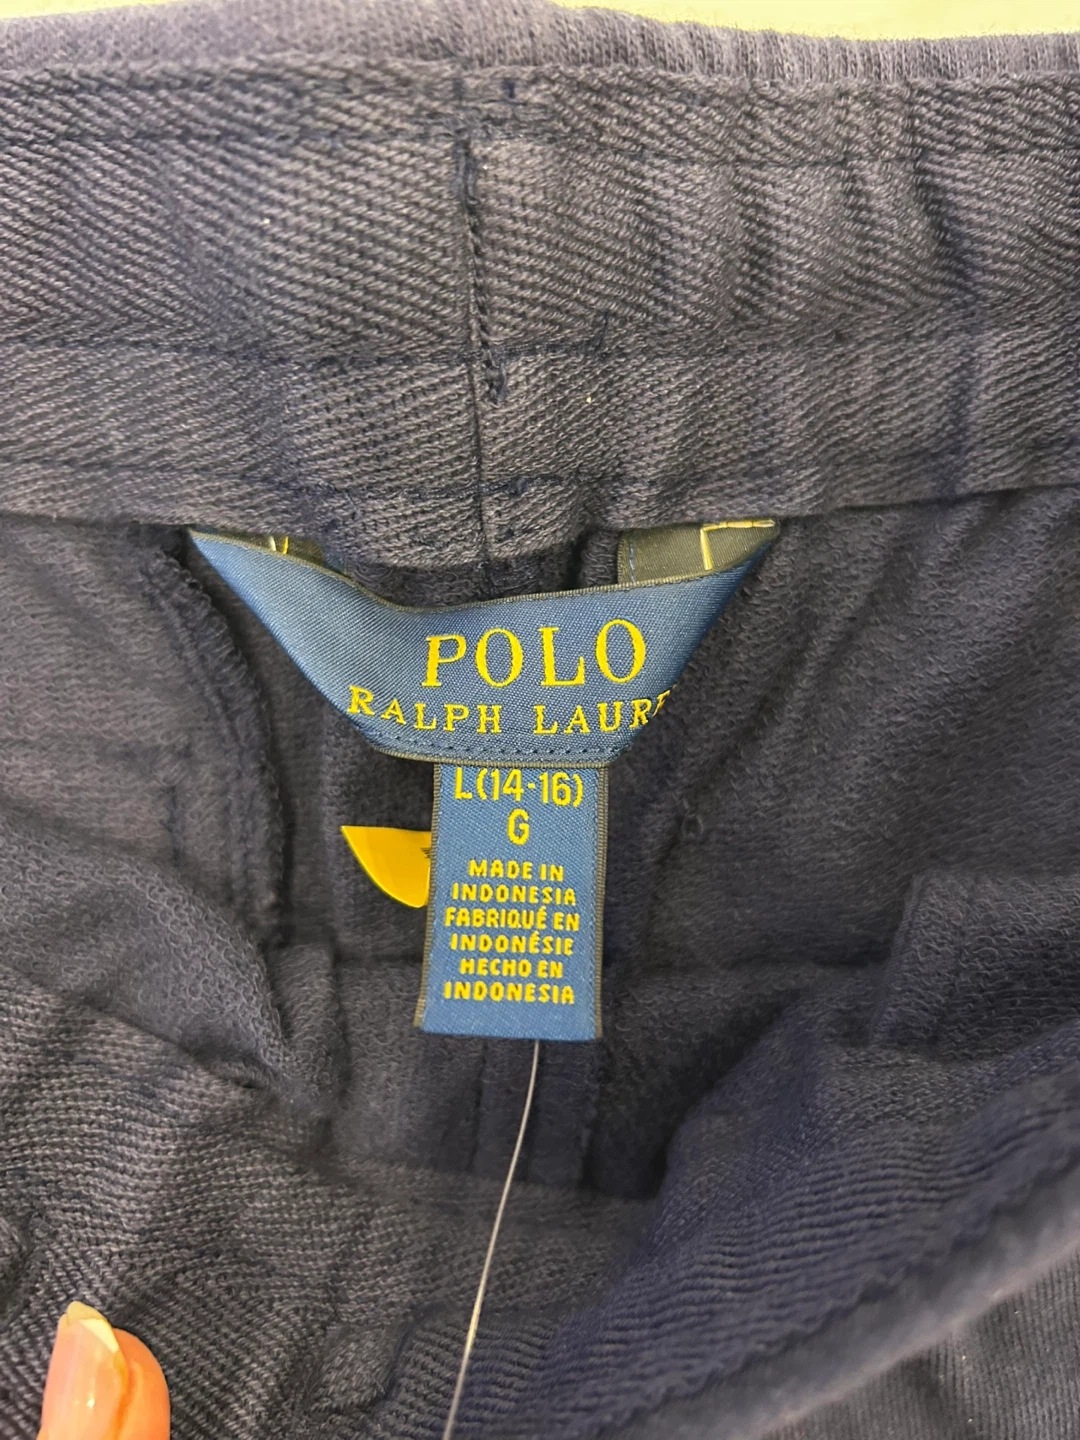 POLO
RALPH LAURE
L(14-16)
G
MADE IN
INDONESIA
FABRIQUÉ EN
INDONÉSIE
HECHO EN
INDONESIA